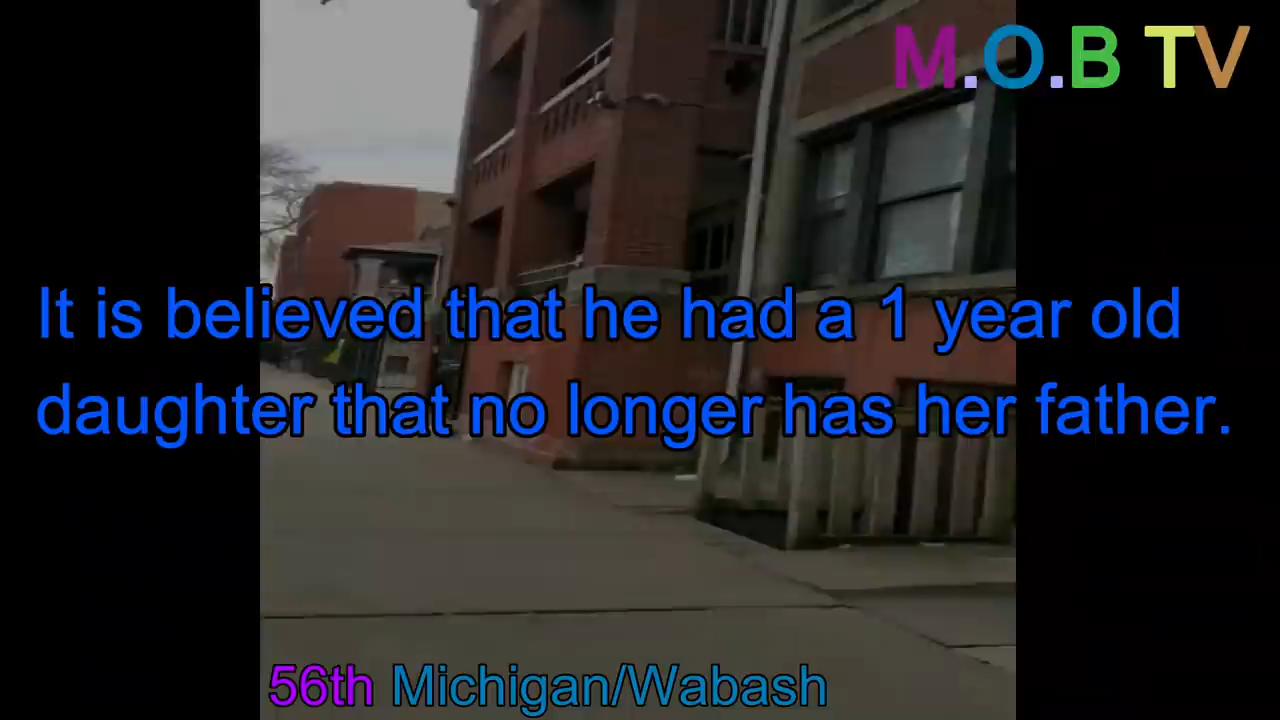 M.O.B TV
It is believed that he had a 1 year old
daughter that no longer has her father.
56th Michigan/Wabash